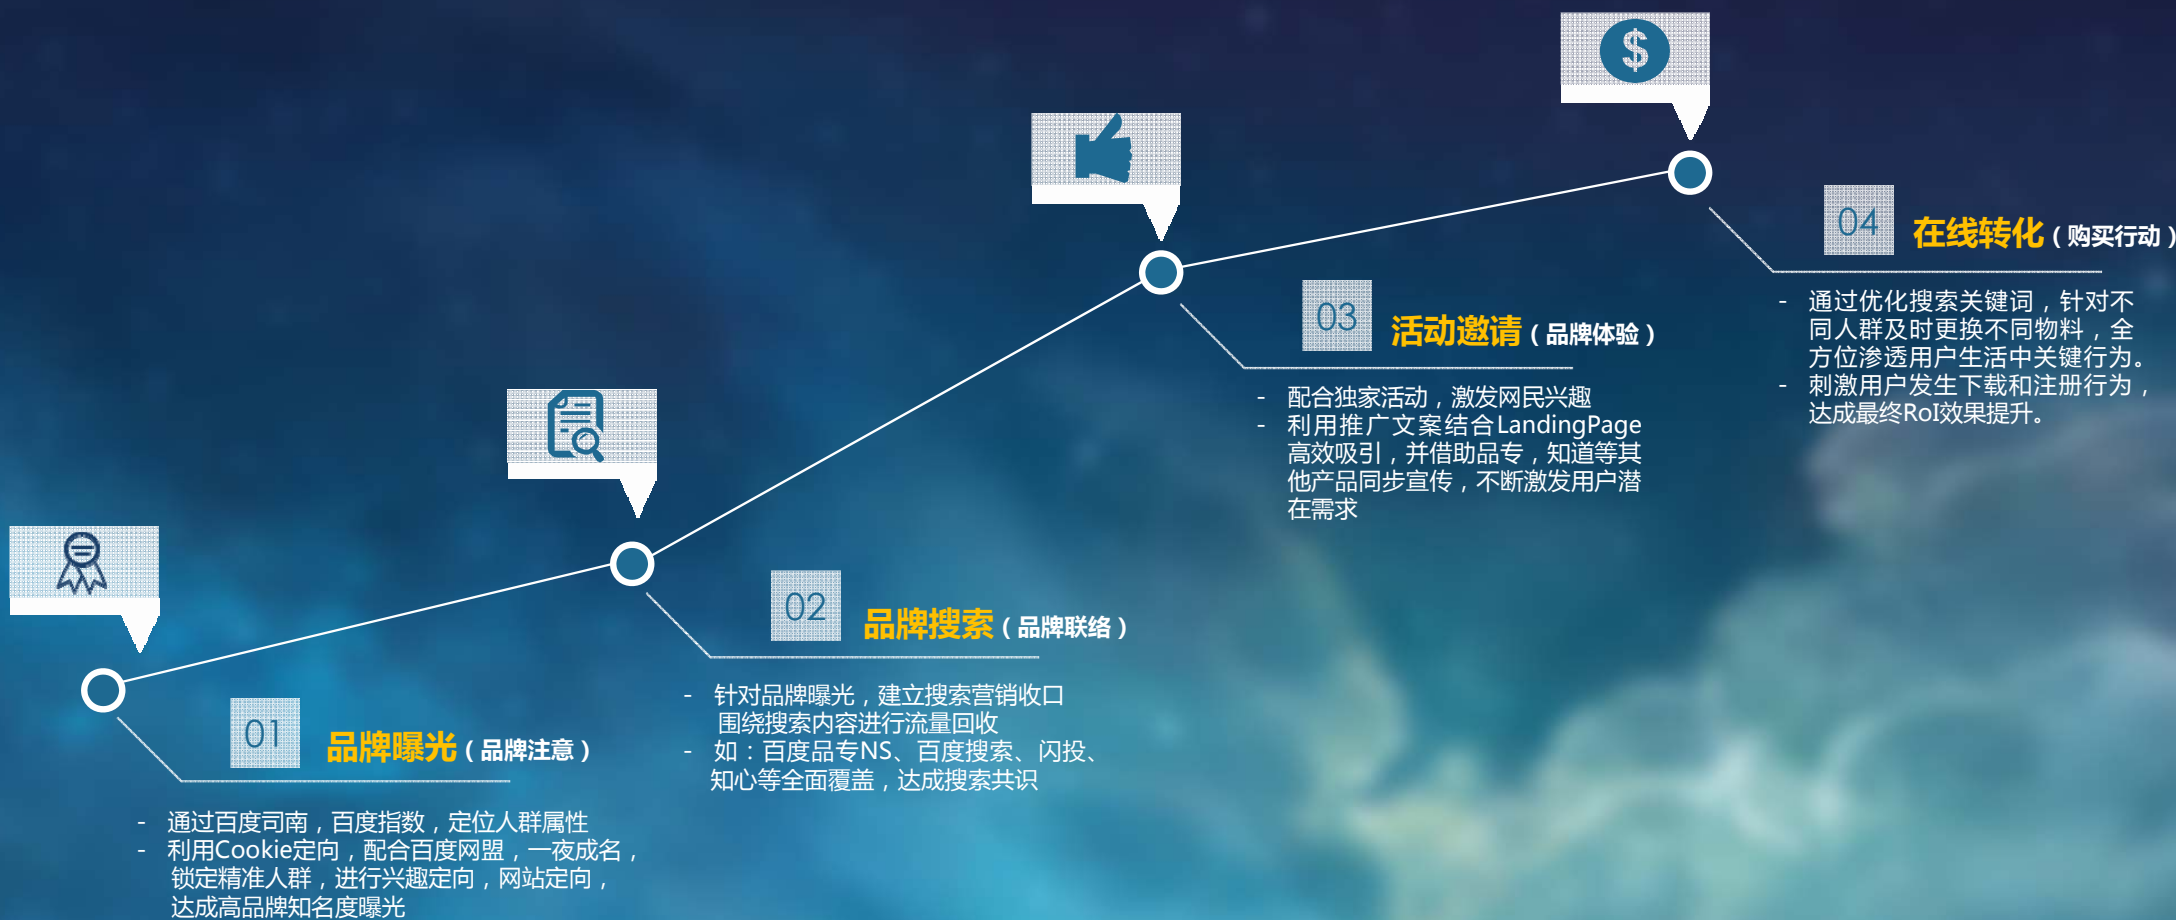 01
品牌曝光（品牌注意）
- 通过百度司南，百度指数，定位人群属性
- 利用Cookie定向，配合百度网盟，一夜成名，
锁定精准人群，进行兴趣定向，网站定向，
达成高品牌知名度曝光
02
品牌搜索（品牌联络）
- 针对品牌曝光，建立搜索营销收口
围绕搜索内容进行流量回收
- 如：百度品专NS、百度搜索、闪投、
知心等全面覆盖，达成搜索共识
03
活动邀请（品牌体验）
- 配合独家活动，激发网民兴趣
- 利用推广文案结合LandingPage
高效吸引，并借助品专，知道等其
他产品同步宣传，不断激发用户潜
在需求
$
04
在线转化（购买行动）
- 通过优化搜索关键词，针对不
同人群及时更换不同物料，全
方位渗透用户生活中关键行为。
- 刺激用户发生下载和注册行为，
达成最终RoI效果提升。